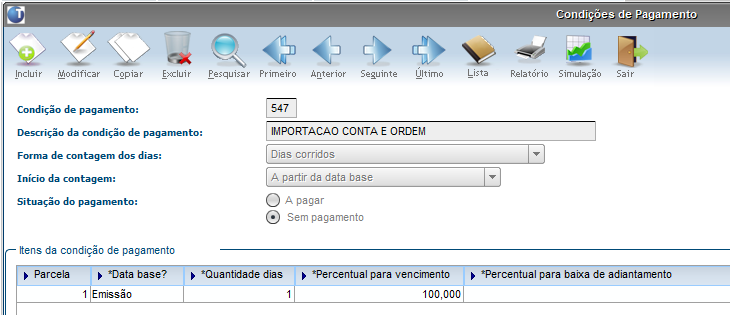 Condições de Pagamento
Incluir Modificar Copiar Excluir Pesquisar Primeiro Anterior Seguinte Último Lista Relatório Simulação Sair
Condição de pagamento: 547
Descrição da condição de pagamento: IMPORTACAO CONTA E ORDEM
Forma de contagem dos dias: Dias corridos
Início da contagem: A partir da data base
Situação do pagamento: A pagar
Sem pagamento
Itens da condição de pagamento
Parcela *Data base? *Quantidade dias *Percentual para vencimento *Percentual para baixa de adiantamento
1 Emissão 1 100,000